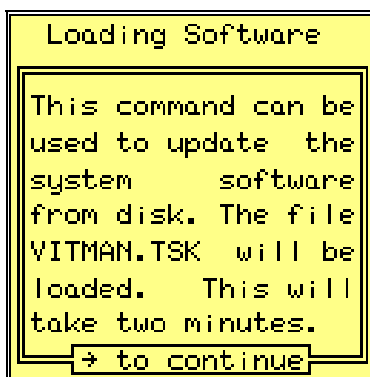 Loading Software
This command can be
used to update the
system software
from disk. The file
VITMAN.TSK will be
loaded. This will
take two minutes.
→ to continue